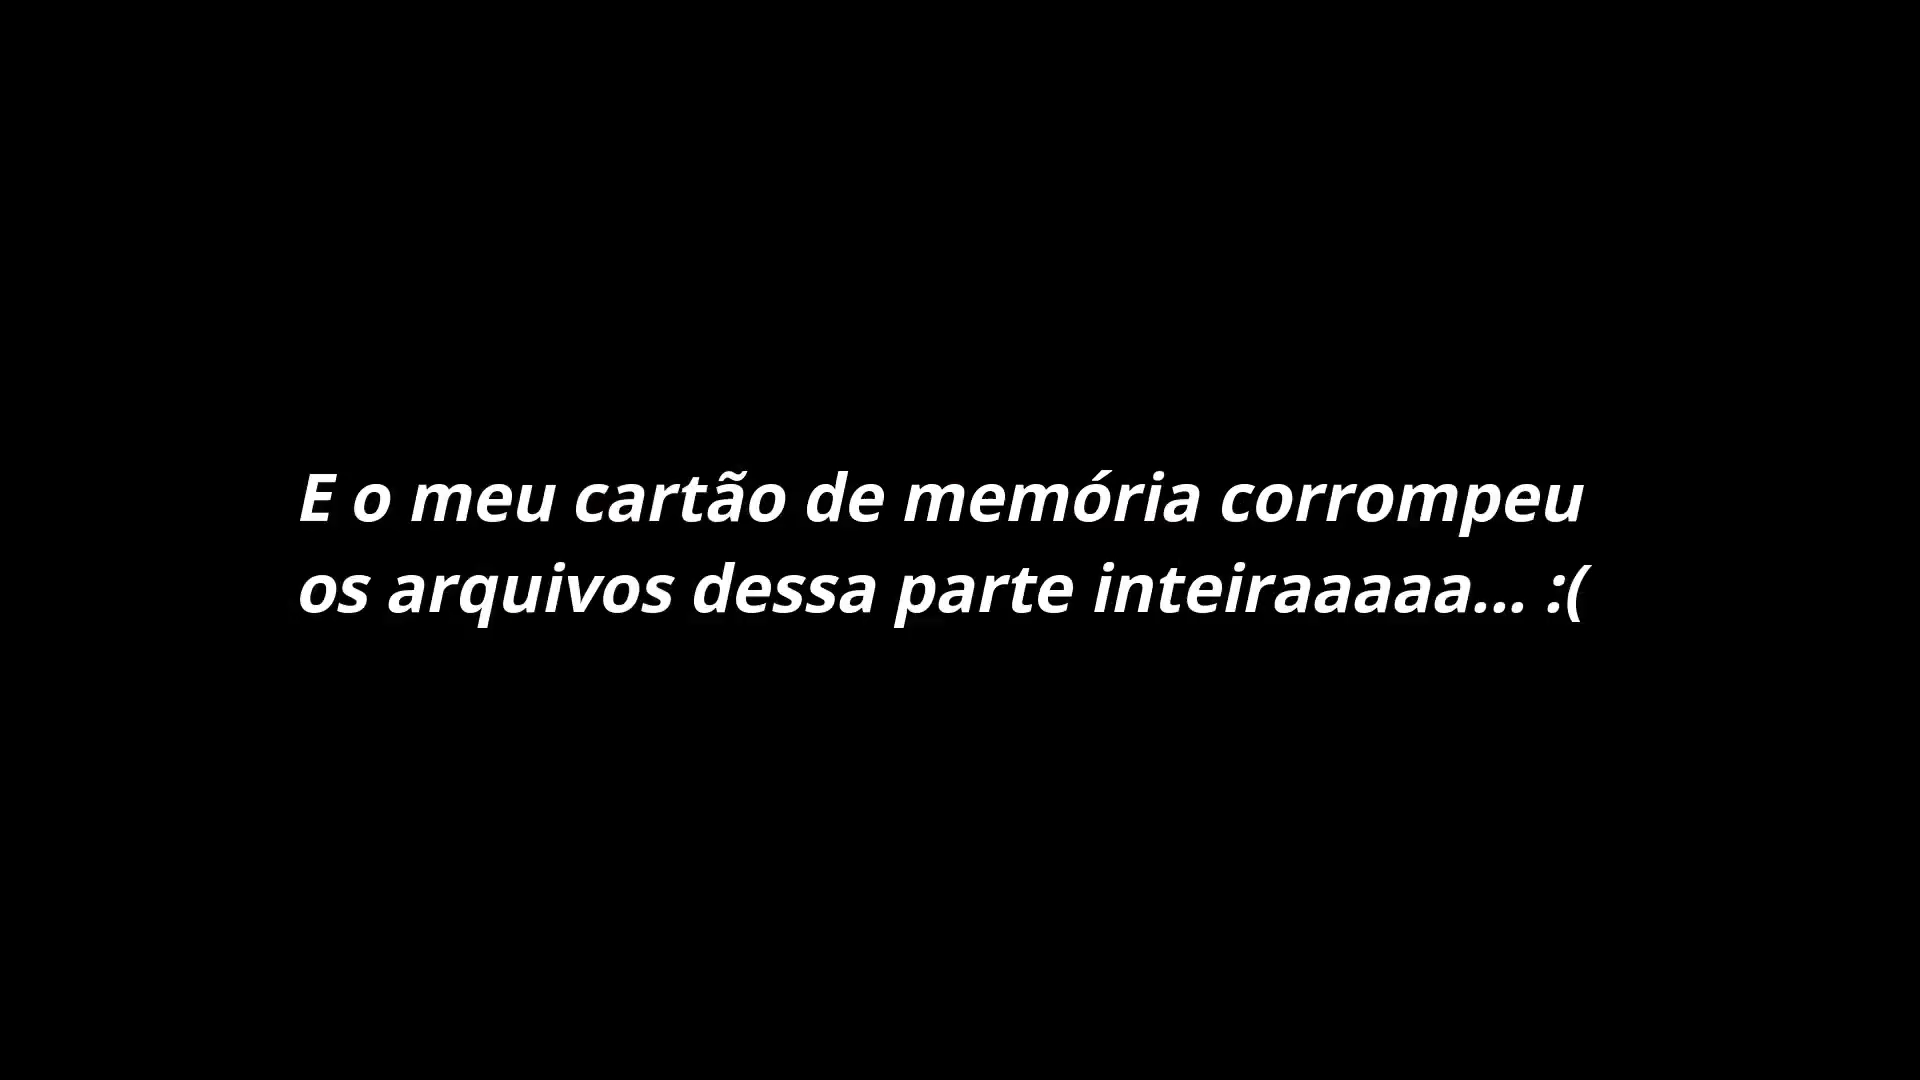 E o meu cartão de memória corrompeu
os arquivos dessa parte inteiraaaaa... :(